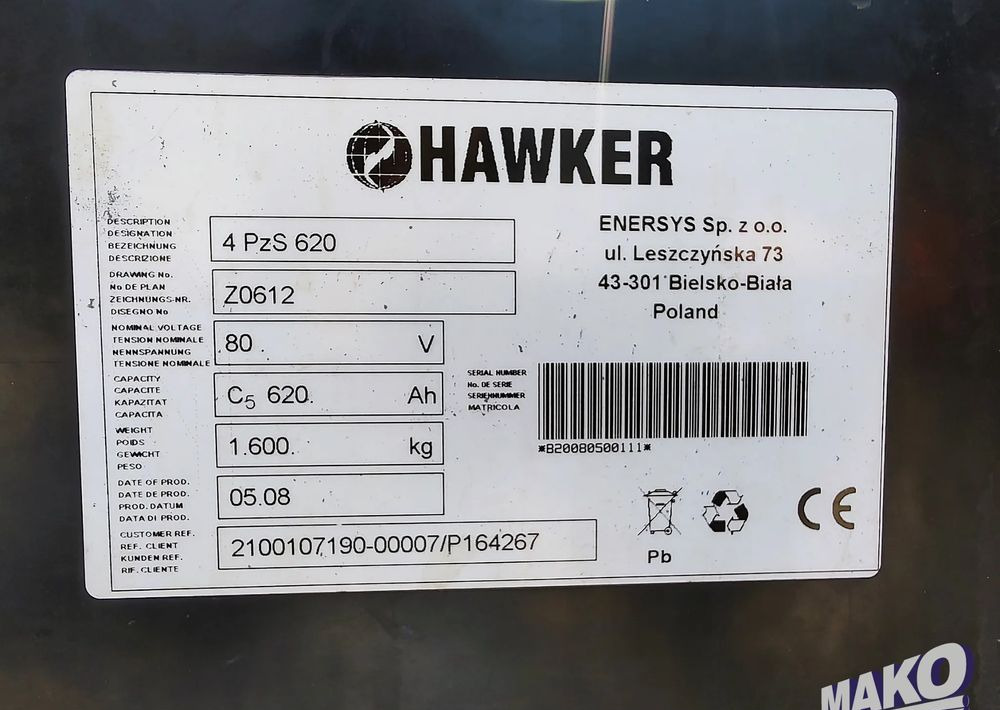 HAWKER
DESCRIPTION
DESIGNATION
BEZEICHNUNG
DESCRIZIONE
4 PzS 620
DRAWING No.
No DE PLAN
ZEICHNUNGS-NR.
DISEGNO No
Z0612
NOMINAL VOLTAGE
TENSION NOMINALE
NENNSPANNUNG
TENSIONE NOMINALE
80 V
CAPACITY
CAPACITE
KAPAZITAT
CAPACITA
C5 620. Ah
WEIGHT
POIDS
GEWICHT
PESO
1.600. kg
DATE OF PROD.
DATE DE PROD.
PROD. DATUM
DATA DI PROD.
05.08
CUSTOMER REF.
REF. CLIENT
KUNDEN REF.
RIF. CLIENTE
2100107190-00007/P164267
ENERSYS Sp. z o.o.
ul. Leszczyńska 73
43-301 Bielsko-Biała
Poland
SERIAL NUMBER
No. DE SERIE
SERIENNUMMER
MATRICOLA
*B20080500111*
Pb
CE
MAKO